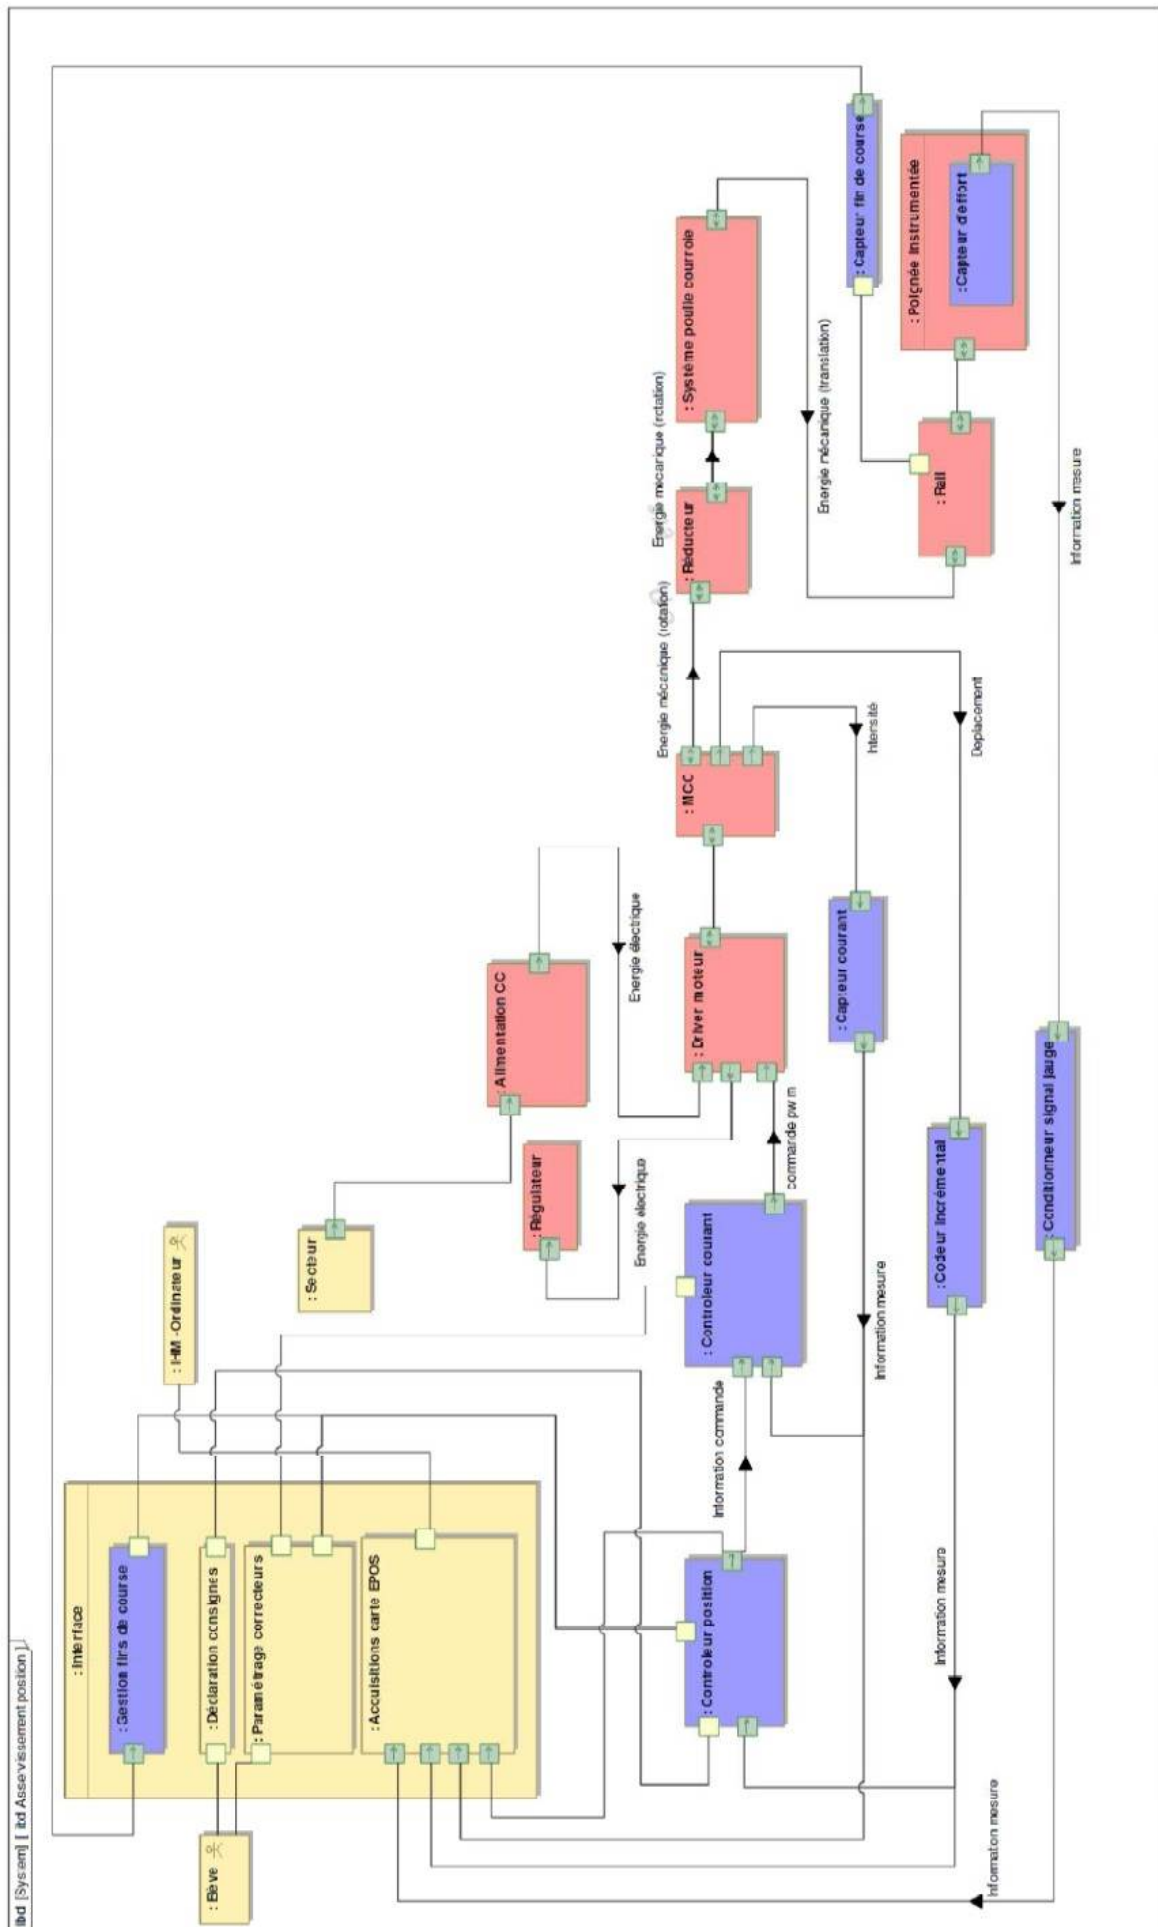 ibd [System] [ ibd Asservissement position ]
: Interface
: Elève
: Gestion fins de course
: Déclaration consignes
: Paramétrage correcteurs
: Accuisitions carte EPOS
: IHM -Ordinateur
: Secteur
: Régulateur
: Alimentation CC
Energie électrique
Energie électrique
: Controleur position
Information commande
: Controleur courant
commande pwm
: Driver moteur
: MCC
Energie mécanique (rotation)
: Réducteur
Energie mécanique (rotation)
: Système poulie courroie
Energie mécanique (translation)
: Capteur courant
Intensité
Information mesure
Deplacement
: Codeur Incrémental
Information mesure
: Rail
: Capteur fin de course
: Poignée Instrumentée
: Capteur d'effort
Information mesure
: Conditionneur signal jauge
Information mesure